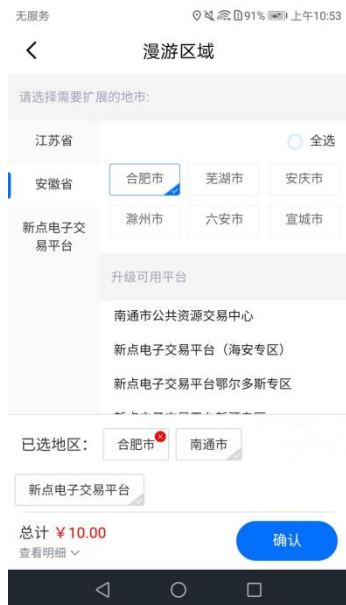 无服务 91% 上午10:53
漫游区域
请选择需要扩展的地市:
江苏省
全选
安徽省
合肥市 芜湖市 安庆市
滁州市 六安市 宣城市
新点电子交
易平台
升级可用平台
南通市公共资源交易中心
新点电子交易平台（海安专区）
新点电子交易平台鄂尔多斯专区
已选地区： 合肥市 南通市
新点电子交易平台
总计 ￥10.00
查看明细
确认